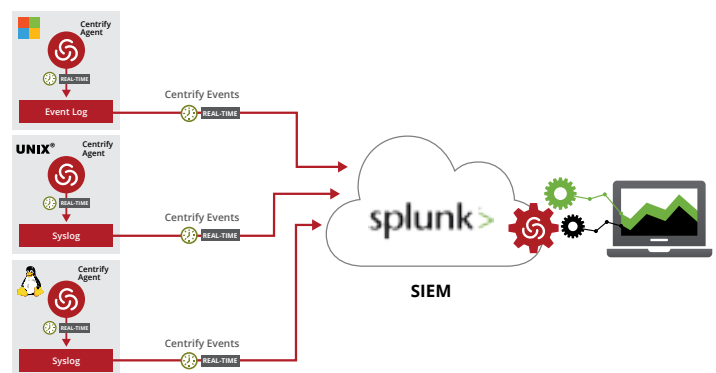 Centrify
Agent
REAL-TIME
Event Log
Centrify Events
REAL-TIME
UNIX®
Centrify
Agent
REAL-TIME
Syslog
Centrify Events
REAL-TIME
Centrify
Agent
REAL-TIME
Syslog
Centrify Events
REAL-TIME
splunk>
SIEM